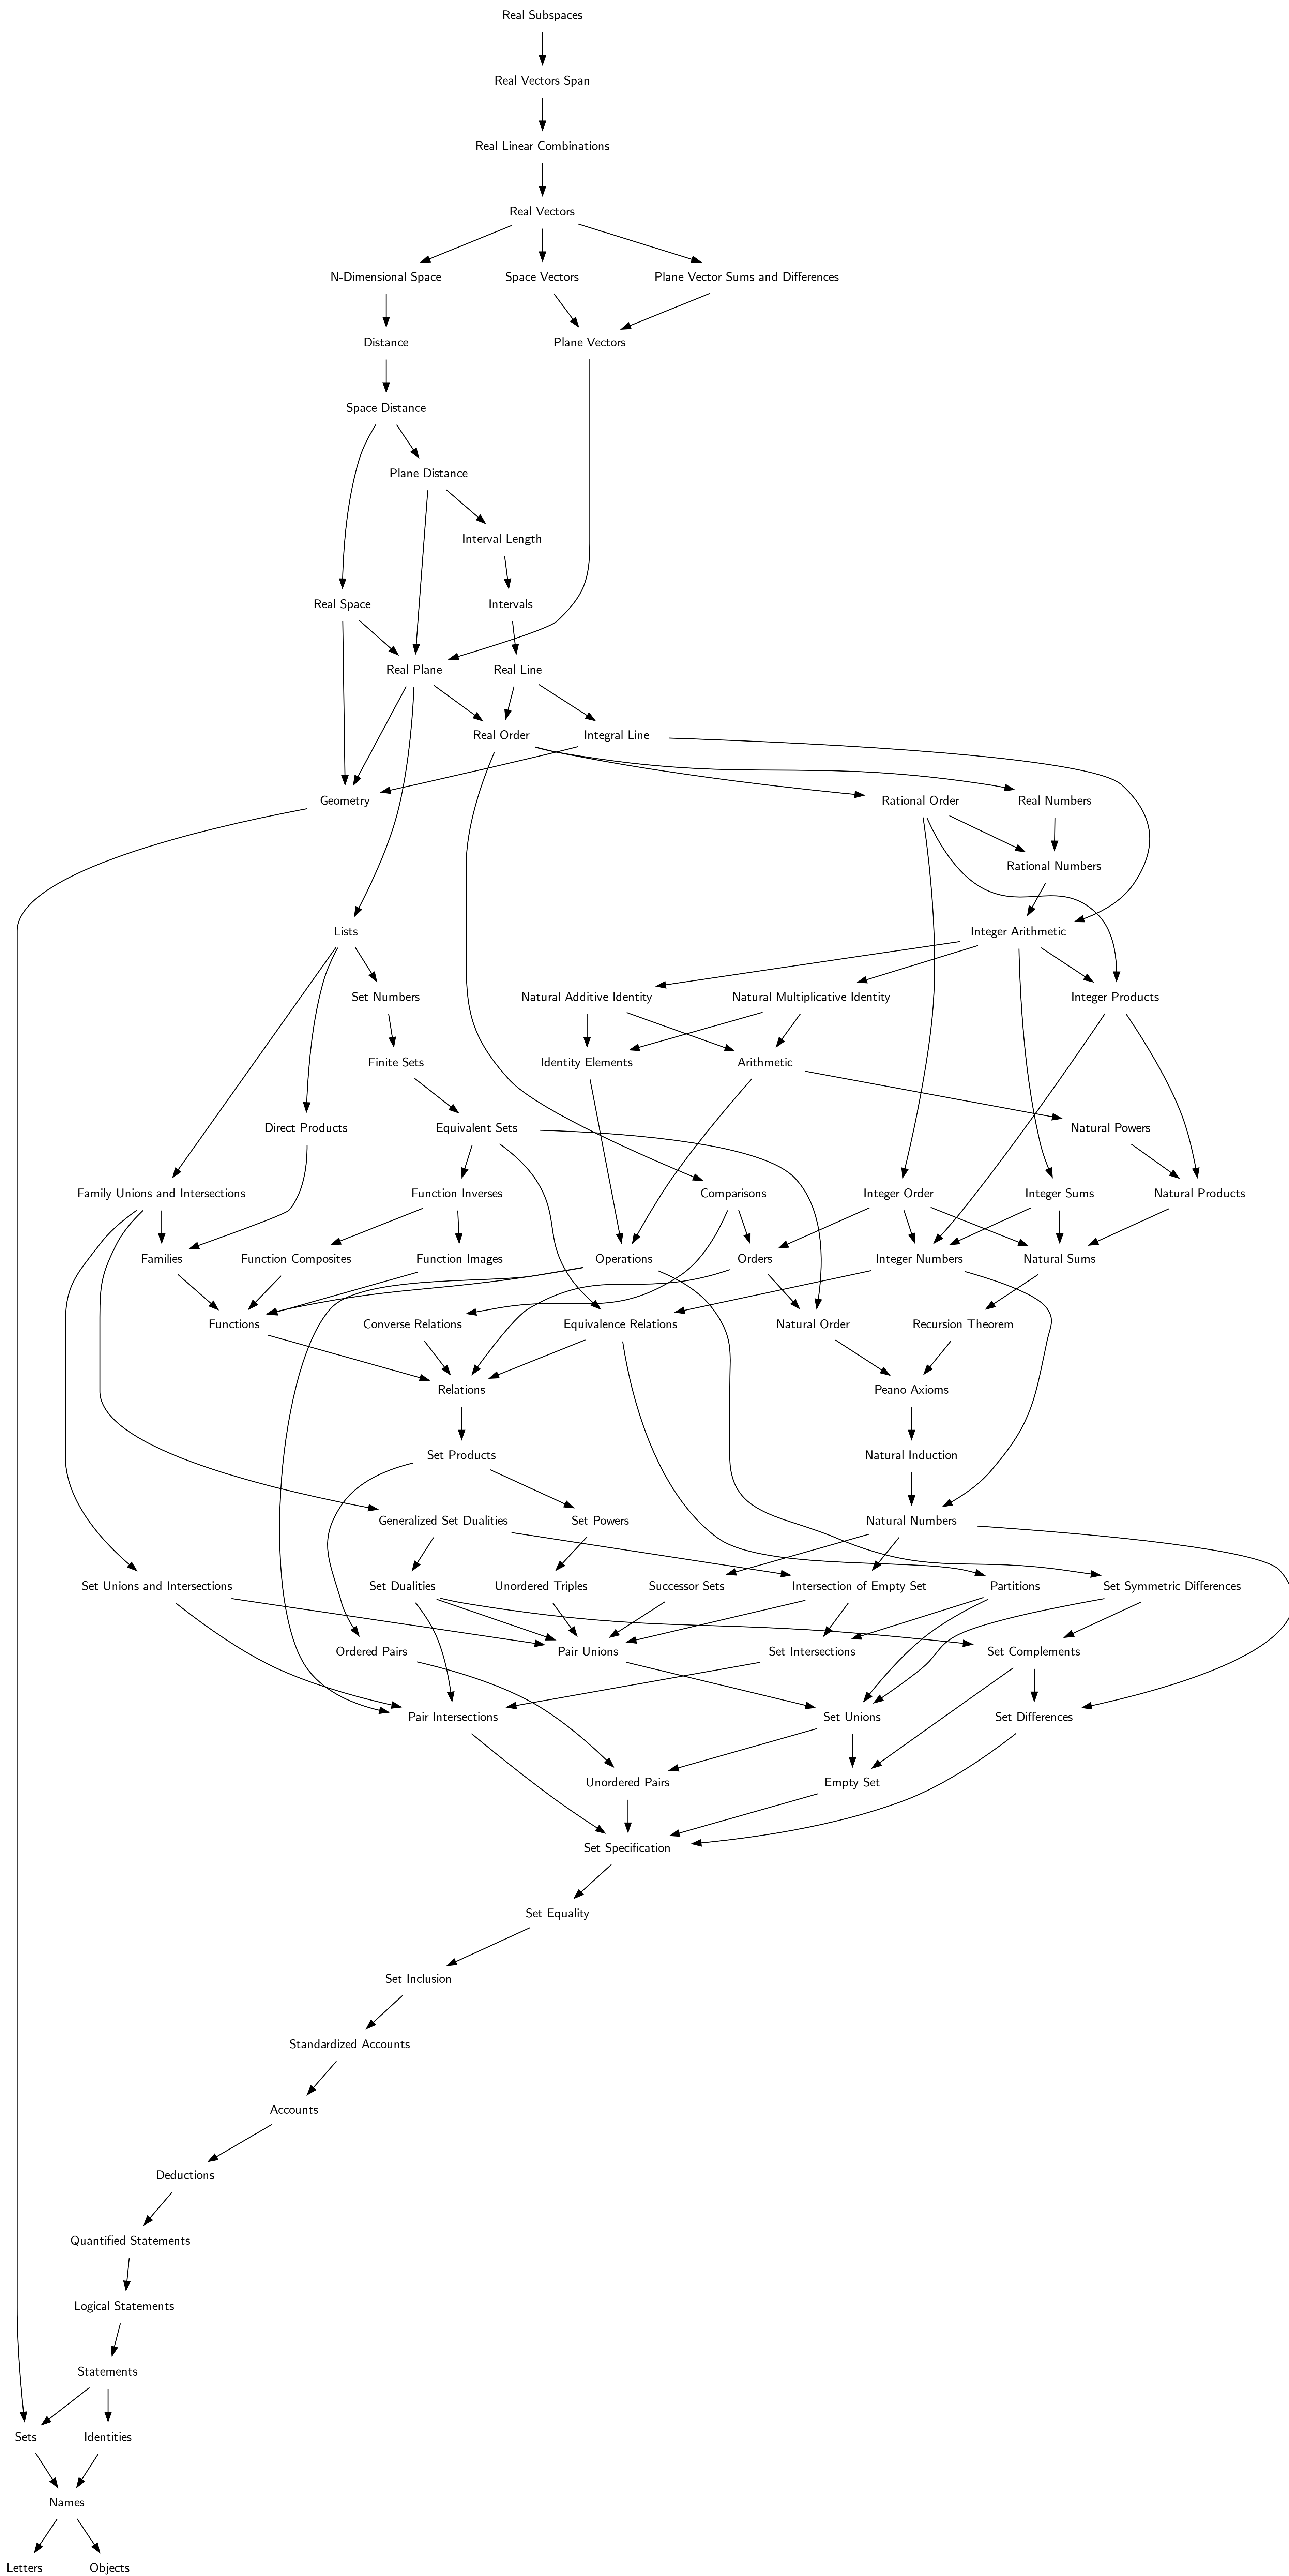 Real Subspaces
Real Vectors Span
Real Linear Combinations
Real Vectors
N-Dimensional Space
Space Vectors
Plane Vector Sums and Differences
Distance
Plane Vectors
Space Distance
Plane Distance
Interval Length
Real Space
Intervals
Real Plane
Real Line
Real Order
Integral Line
Geometry
Rational Order
Real Numbers
Rational Numbers
Lists
Integer Arithmetic
Set Numbers
Natural Additive Identity
Natural Multiplicative Identity
Integer Products
Finite Sets
Identity Elements
Arithmetic
Direct Products
Equivalent Sets
Natural Powers
Family Unions and Intersections
Function Inverses
Comparisons
Integer Order
Integer Sums
Natural Products
Families
Function Composites
Function Images
Operations
Orders
Integer Numbers
Natural Sums
Functions
Converse Relations
Equivalence Relations
Natural Order
Recursion Theorem
Relations
Peano Axioms
Set Products
Natural Induction
Generalized Set Dualities
Set Powers
Natural Numbers
Set Unions and Intersections
Set Dualities
Unordered Triples
Successor Sets
Intersection of Empty Set
Partitions
Set Symmetric Differences
Ordered Pairs
Pair Unions
Set Intersections
Set Complements
Pair Intersections
Set Unions
Set Differences
Unordered Pairs
Empty Set
Set Specification
Set Equality
Set Inclusion
Standardized Accounts
Accounts
Deductions
Quantified Statements
Logical Statements
Statements
Sets
Identities
Names
Letters
Objects